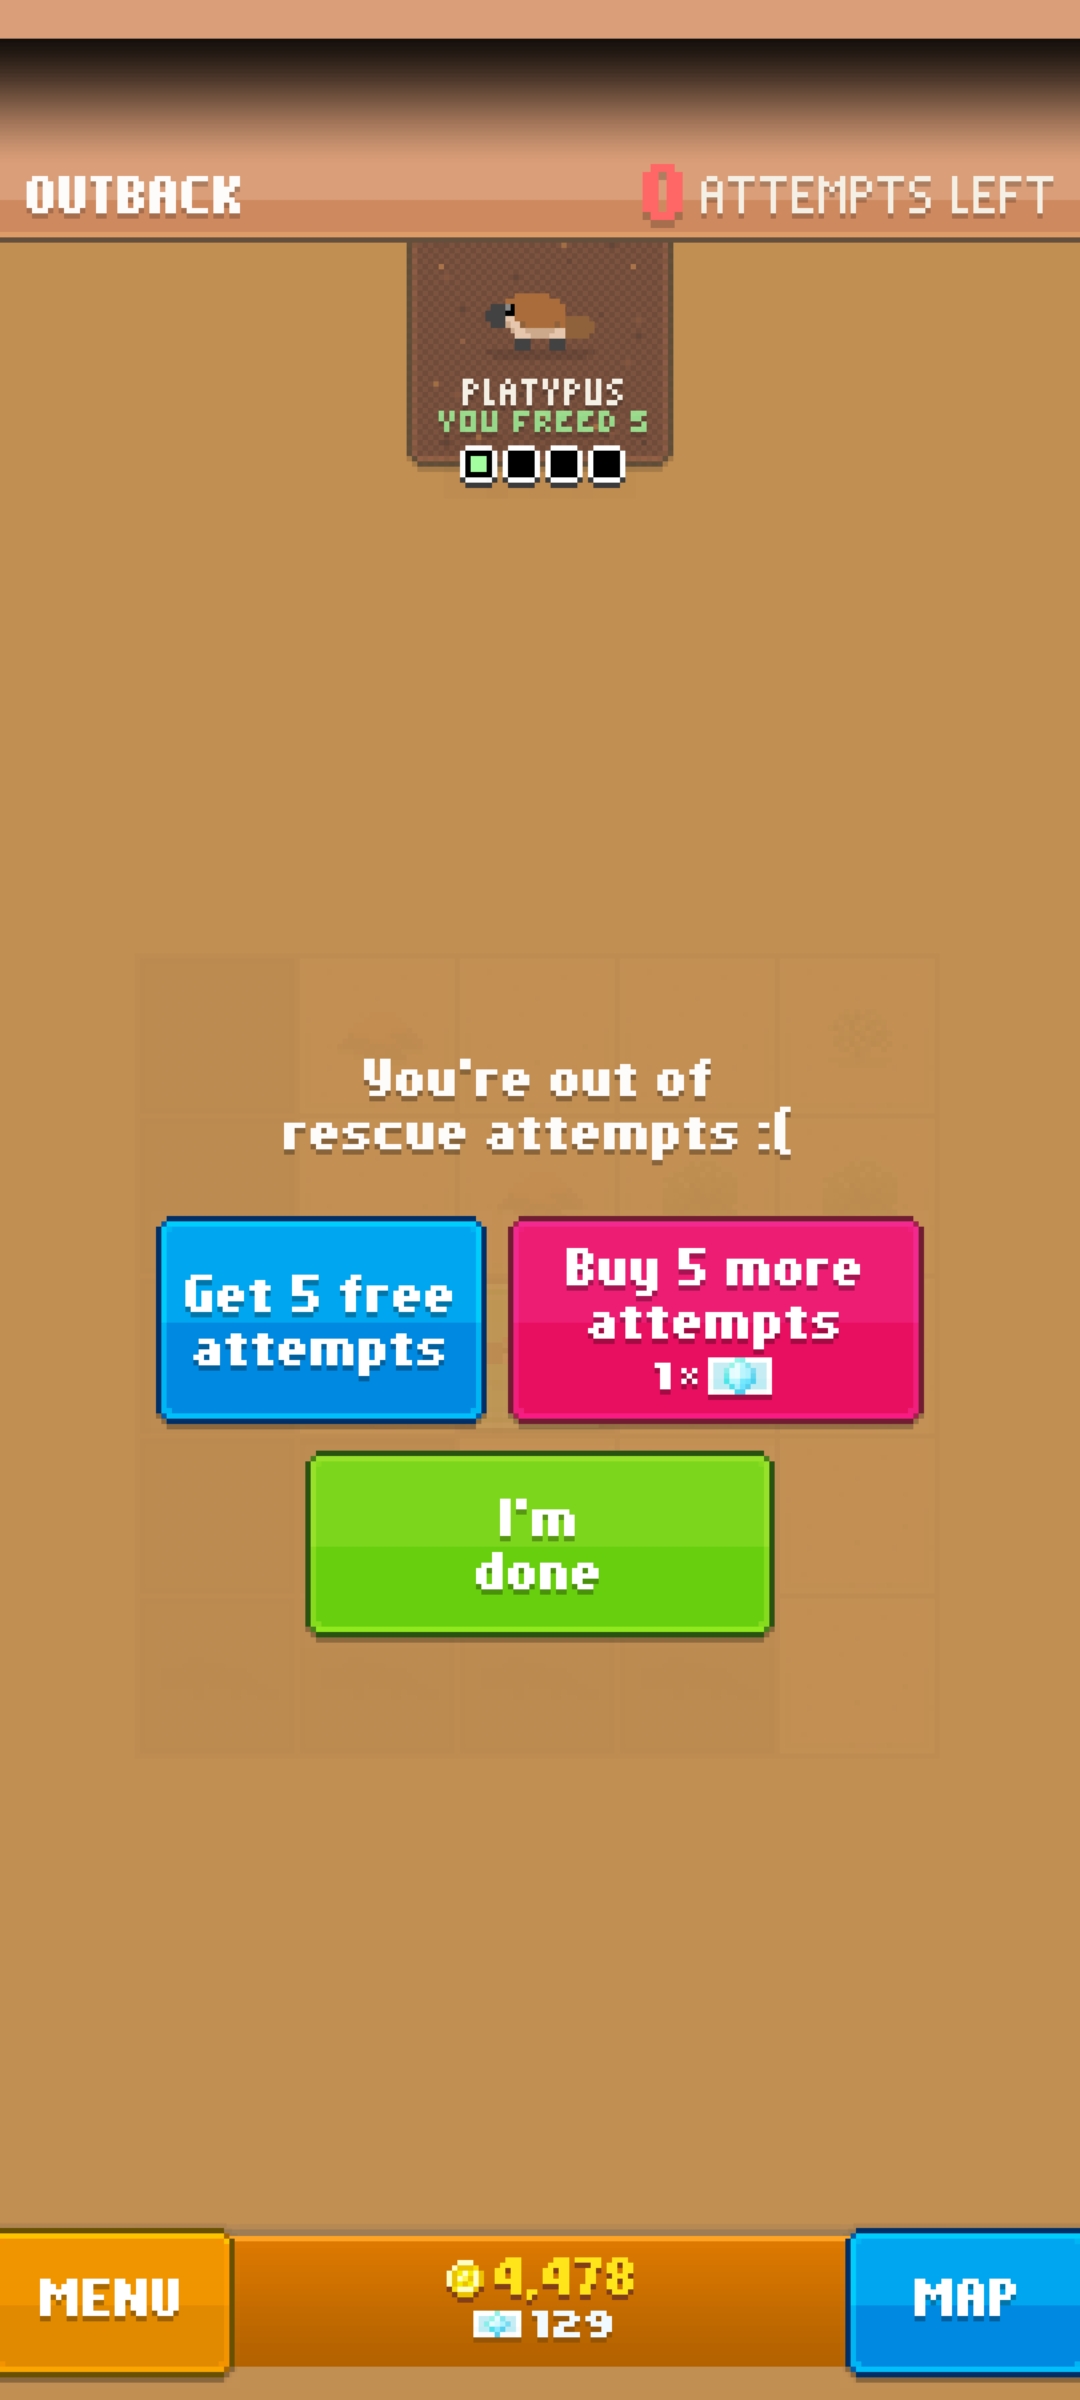 OUTBACK
0 ATTEMPTS LEFT
PLATYPUS
YOU FREED 5
You're out of
rescue attempts :(
Get 5 free
attempts
Buy 5 more
attempts
1×
I'm
done
MENU
4,478
129
MAP